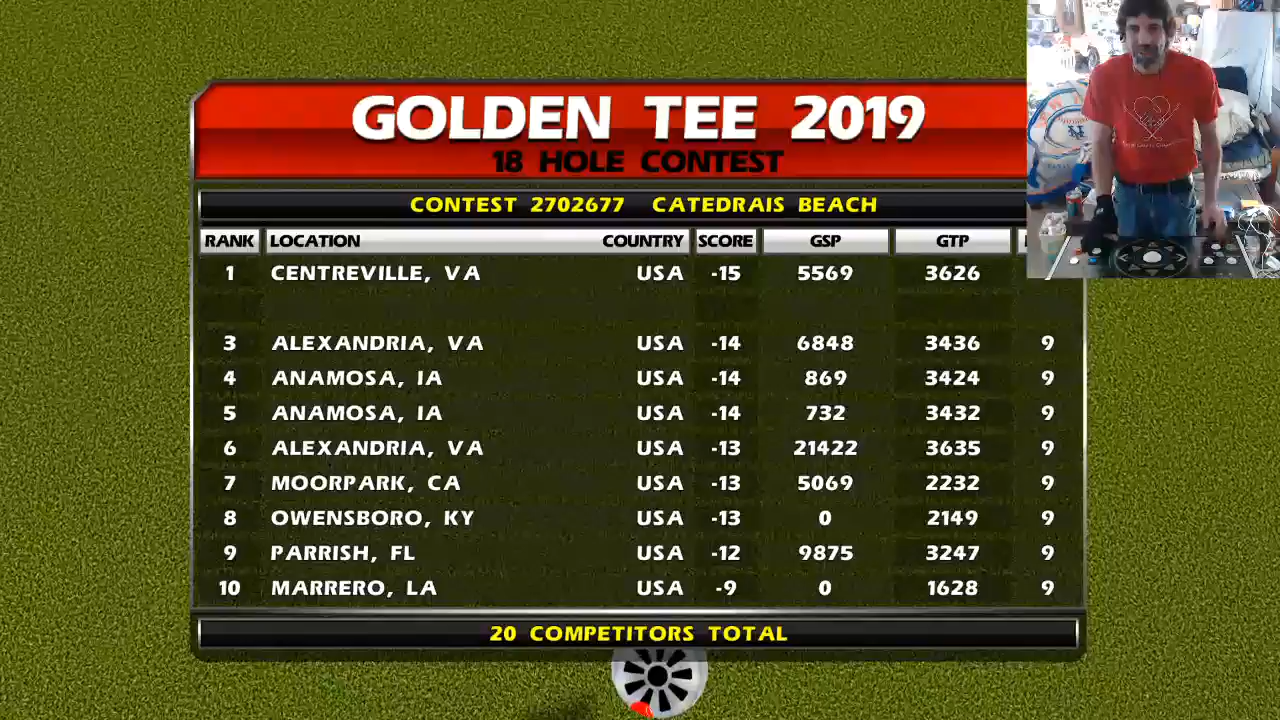 GOLDEN TEE 2019
18 HOLE CONTEST
CONTEST 2702677 CATEDRAIS BEACH
RANK LOCATION COUNTRY SCORE GSP GTP
1 CENTREVILLE, VA USA -15 5569 3626
3 ALEXANDRIA, VA USA -14 6848 3436 9
4 ANAMOSA, IA USA -14 869 3424 9
5 ANAMOSA, IA USA -14 732 3432 9
6 ALEXANDRIA, VA USA -13 21422 3635 9
7 MOORPARK, CA USA -13 5069 2232 9
8 OWENSBORO, KY USA -13 0 2149 9
9 PARRISH, FL USA -12 9875 3247 9
10 MARRERO, LA USA -9 0 1628 9
20 COMPETITORS TOTAL